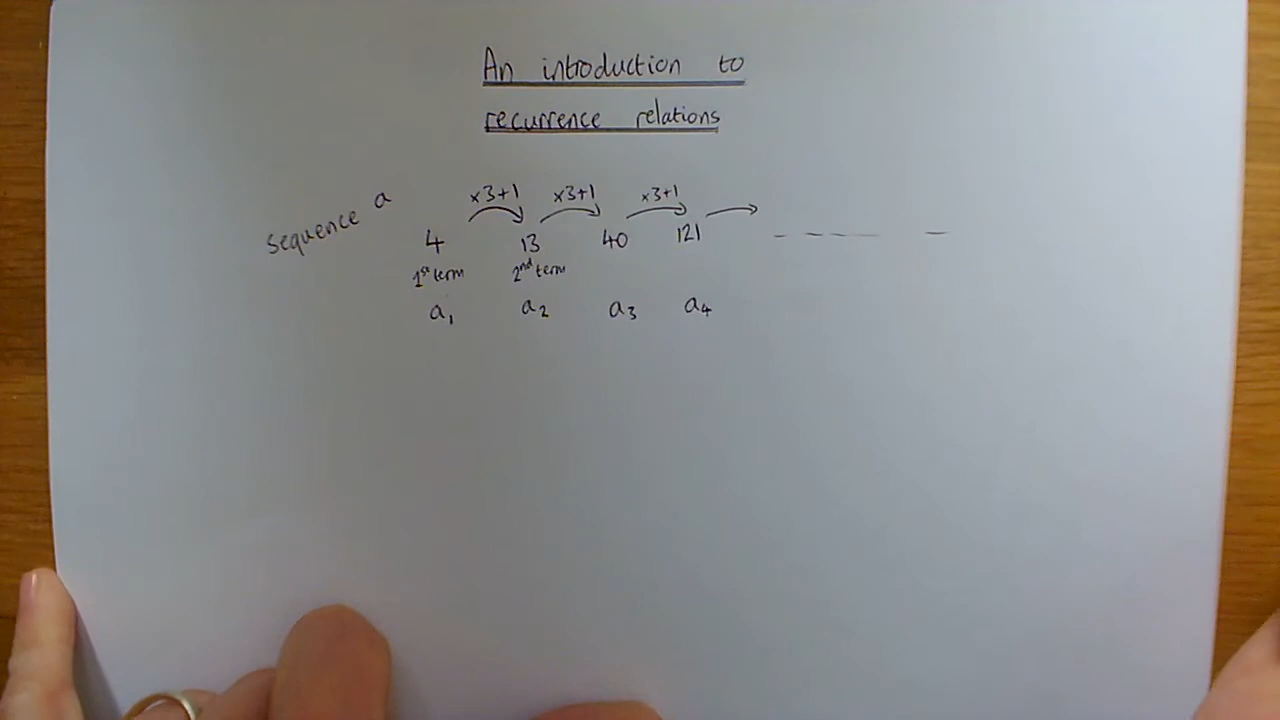 An introduction to
recurrence relations
sequence a
×3+1 ×3+1 ×3+1
4 13 40 121
1st term 2nd term
a₁ a₂ a₃ a₄